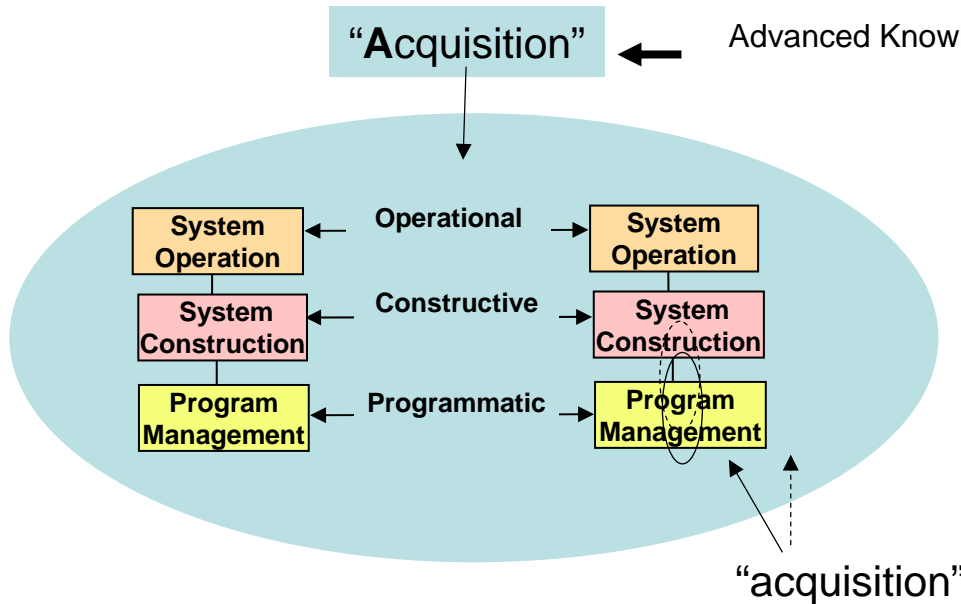 “Acquisition”
Advanced Know
Operational
System
Operation
System
Operation
Constructive
System
Construction
System
Construction
Programmatic
Program
Management
Program
Management
“acquisition”